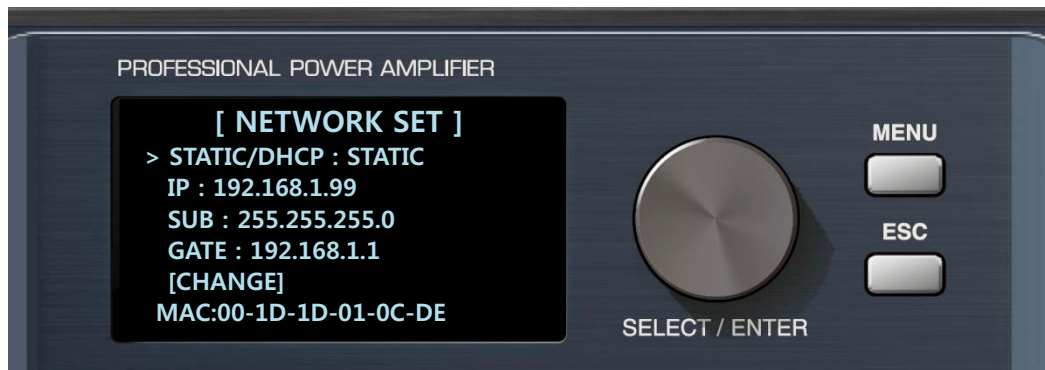 PROFESSIONAL POWER AMPLIFIER
[ NETWORK SET ]
> STATIC/DHCP : STATIC
IP : 192.168.1.99
SUB : 255.255.255.0
GATE : 192.168.1.1
[CHANGE]
MAC:00-1D-1D-01-0C-DE
SELECT / ENTER
MENU
ESC